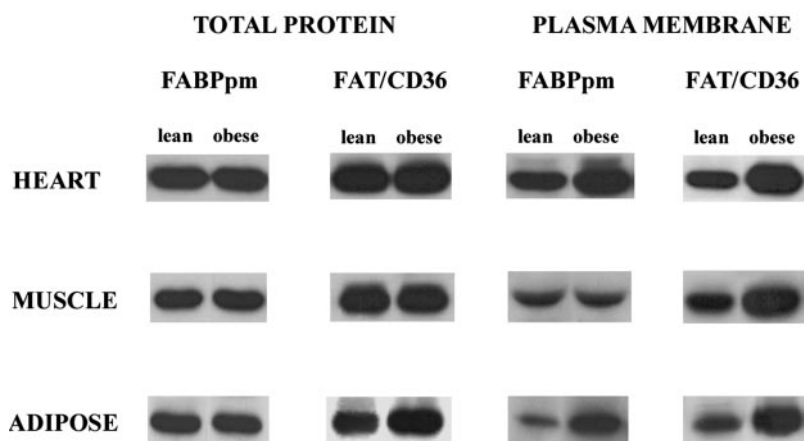 TOTAL PROTEIN PLASMA MEMBRANE
FABPpm FAT/CD36 FABPpm FAT/CD36
lean obese lean obese lean obese lean obese
HEART
MUSCLE
ADIPOSE